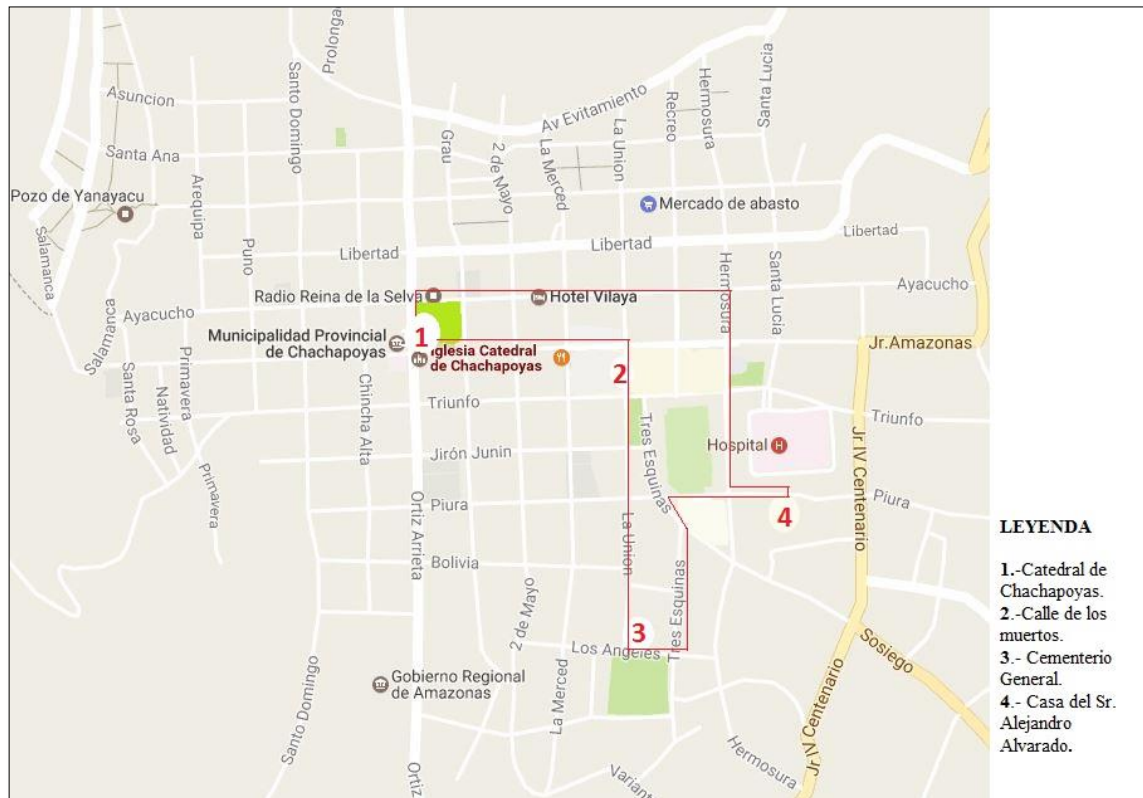 Prolonga
Santo Domingo
Asuncion
Santa Ana
Arequipa
Puno
Grau
2 de Mayo
La Merced
Av Evitamiento
La Union
Recreo
Hermosura
Santa Lucia
Pozo de Yanayacu
Salamanca
Salamanca
Mercado de abasto
Libertad
Libertad
Libertad
Radio Reina de la Selva
Hotel Vilaya
Hermosura
Santa Lucia
Ayacucho
Ayacucho
Municipalidad Provincial
de Chachapoyas
1
Iglesia Catedral
de Chachapoyas
2
Jr.Amazonas
Santa Rosa
Natividad
Primavera
Primavera
Chincha Alta
Triunfo
Triunfo
Tres Esquinas
Hospital
H
Jirón Junin
Jr IV Centenario
Ortiz Arrieta
Piura
Piura
4
Bolivia
La Union
2 de Mayo
Tres Esquinas
3
Los Angeles
Gobierno Regional
de Amazonas
Santo Domingo
La Merced
Sosiego
Jr IV Centenario
Hermosura
Variant
Ortiz
LEYENDA
1.-Catedral de
Chachapoyas.
2.-Calle de los
muertos.
3.- Cementerio
General.
4.- Casa del Sr.
Alejandro
Alvarado.